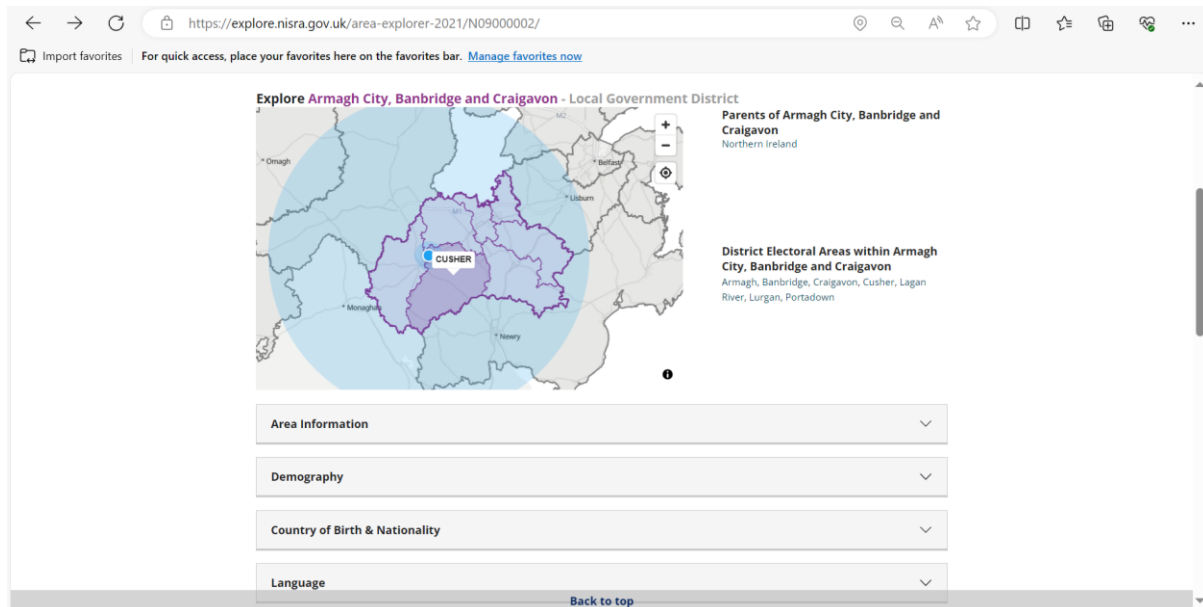 https://explore.nisra.gov.uk/area-explorer-2021/N09000002/
Import favorites
For quick access, place your favorites here on the favorites bar. Manage favorites now
Explore Armagh City, Banbridge and Craigavon - Local Government District
Parents of Armagh City, Banbridge and
Craigavon
Northern Ireland
M2
Omagh
Belfast
Lisburn
M1
CUSHER
Monaghan
Newry
+
−
District Electoral Areas within Armagh
City, Banbridge and Craigavon
Armagh, Banbridge, Craigavon, Cusher, Lagan
River, Lurgan, Portadown
Area Information
Demography
Country of Birth & Nationality
Language
Back to top